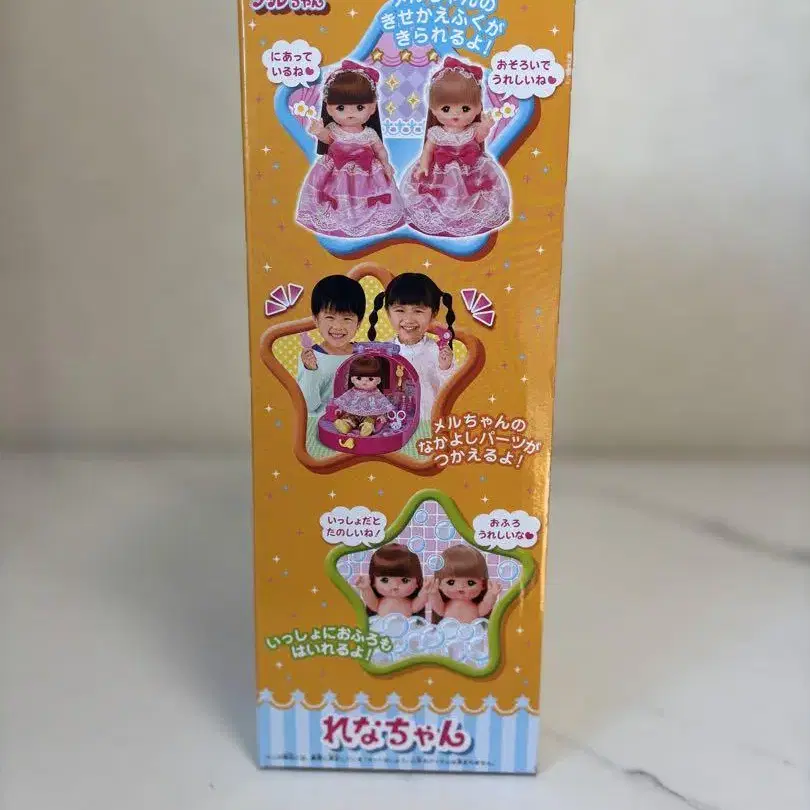 メルちゃんの
きせかえふくが
きられるよ!
にあって
いるね
おそろいで
うれしいね
メルちゃんの
なかよしパーツが
つかえるよ!
いっしょだと
たのしいね!
おふろ
うれしいな
いっしょにおふろも
はいれるよ!
れなちゃん